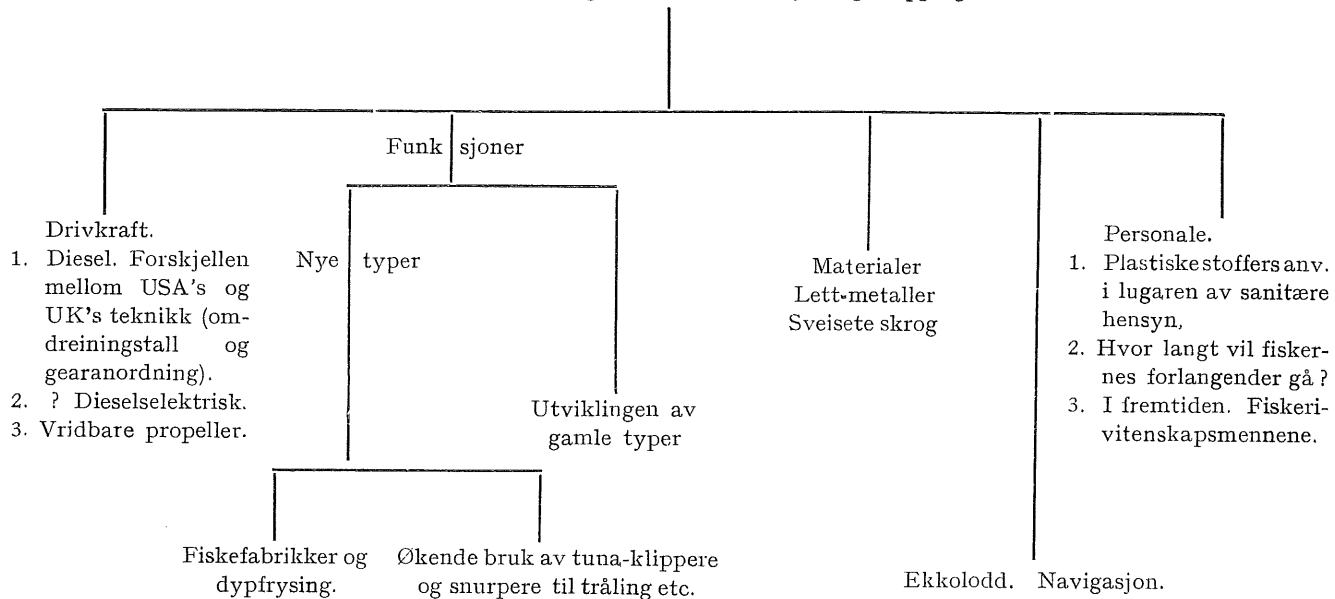 Funksjoner
Drivkraft.
1. Diesel. Forskjellen
mellom USA's og
UK's teknikk (om-
dreiningstall og
gearanordning).
2. ? Dieselselektrisk.
3. Vridbare propeller.
Nye typer
Utviklingen av
gamle typer
Fiskefabrikker og
dypfrysing.
Økende bruk av tuna-klippere
og snurpere til tråling etc.
Materialer
Lett-metaller
Sveisete skrog
Ekkolodd. Navigasjon.
Personale.
1. Plastiske stoffers anv.
i lugaren av sanitære
hensyn,
2. Hvor langt vil fisker-
nes forlangender gå ?
3. I fremtiden. Fiskeri-
vitenskapsmennene.